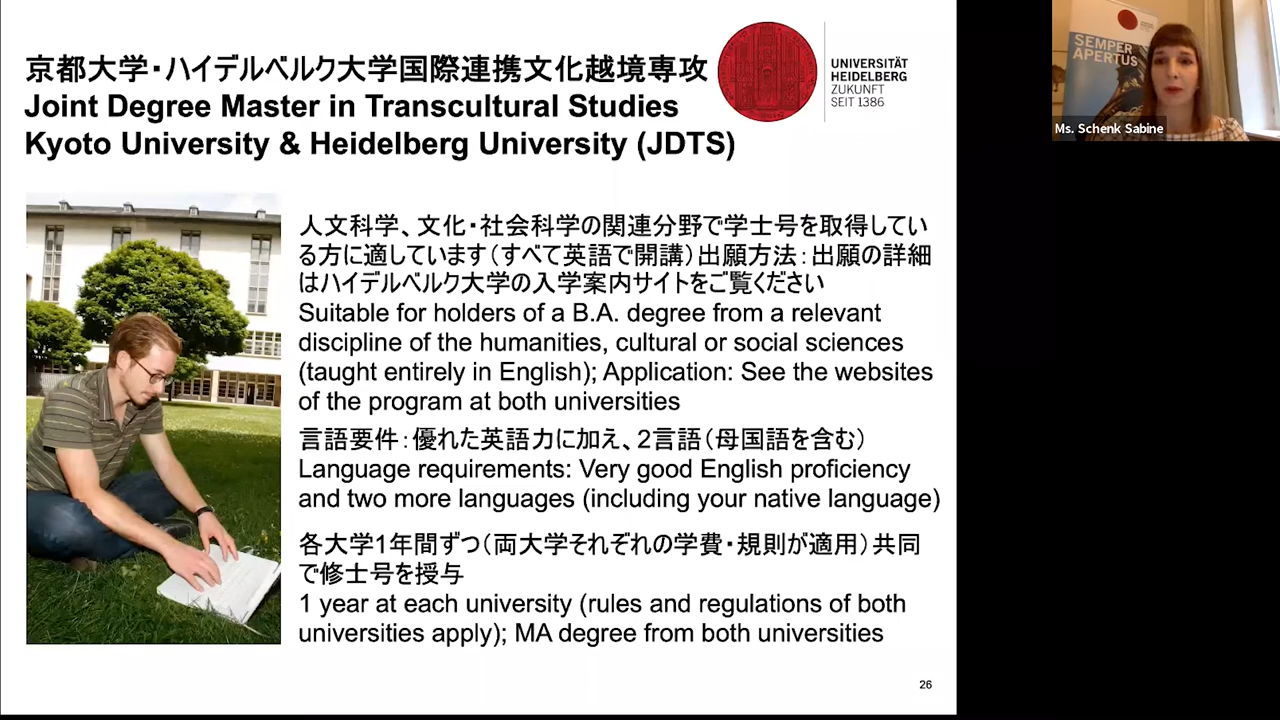 京都大学・ハイデルベルク大学国際連携文化越境専攻
Joint Degree Master in Transcultural Studies
Kyoto University & Heidelberg University (JDTS)
UNIVERSITÄT
HEIDELBERG
ZUKUNFT
SEIT 1386
SEMPER
APERTUS
Ms. Schenk Sabine
人文科学、文化・社会科学の関連分野で学士号を取得してい
る方に適しています（すべて英語で開講）出願方法：出願の詳細
はハイデルベルク大学の入学案内サイトをご覧ください
Suitable for holders of a B.A. degree from a relevant
discipline of the humanities, cultural or social sciences
(taught entirely in English); Application: See the websites
of the program at both universities
言語要件：優れた英語力に加え、2言語（母国語を含む）
Language requirements: Very good English proficiency
and two more languages (including your native language)
各大学1年間ずつ（両大学それぞれの学費・規則が適用）共同
で修士号を授与
1 year at each university (rules and regulations of both
universities apply); MA degree from both universities
26